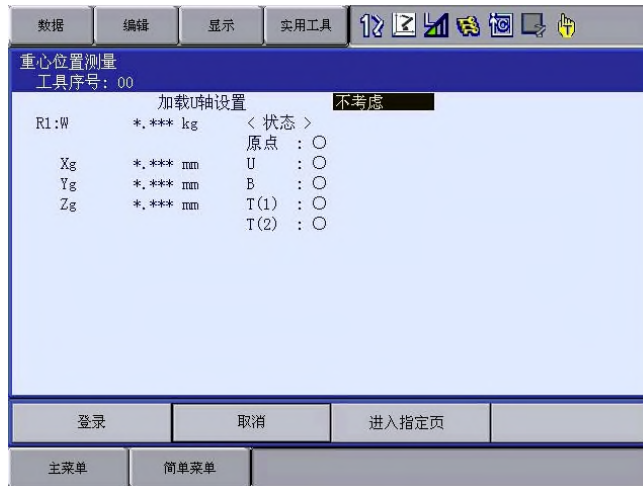 数据 编辑 显示 实用工具
重心位置测量
工具序号: 00
加载U轴设置 不考虑
R1:W *.*** kg <状态>
原点 : ○
Xg *.*** mm U : ○
Yg *.*** mm B : ○
Zg *.*** mm T(1) : ○
T(2) : ○
登录 取消 进入指定页
主菜单 简单菜单